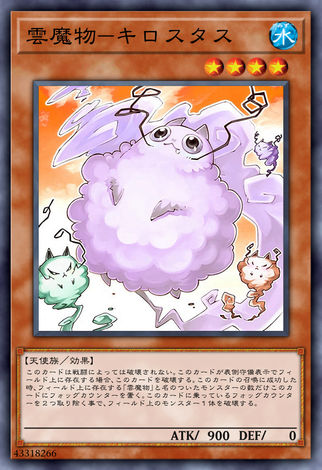 雲魔物－キロスタス
水
[天使族／効果]
このカードは戦闘によっては破壊されない。このカードが表側守備表示でフィ
ールド上に存在する場合、このカードを破壊する。このカードの召喚に成功した
時、フィールド上に存在する「雲魔物」と名のついたモンスターの数だけこのカ
ードにフォッグカウンターを置く。このカードに乗っているフォッグカウンタ
ーを２つ取り除く事で、フィールド上のモンスター１体を破壊する。
ATK/ 900 DEF/ 0
43318266